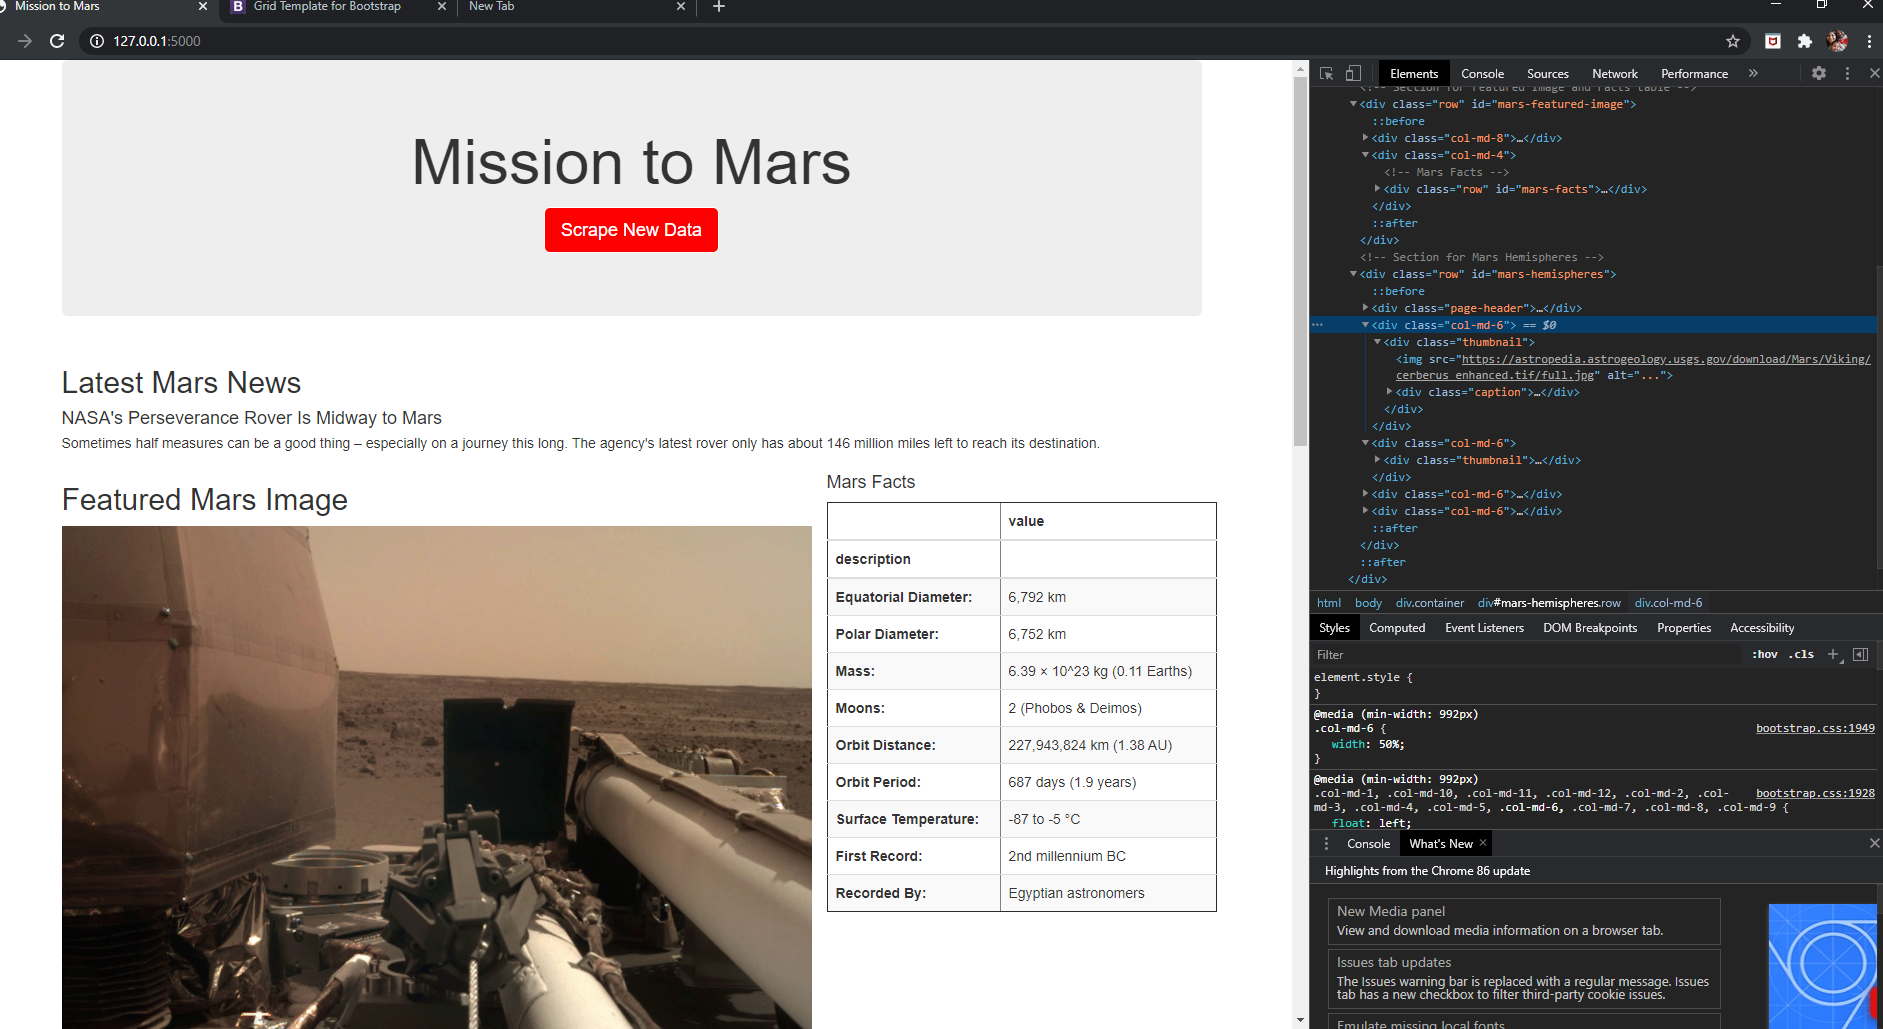 Mission to Mars
Grid Template for Bootstrap
New Tab
127.0.0.1:5000
Mission to Mars
Scrape New Data
Latest Mars News
NASA's Perseverance Rover Is Midway to Mars
Sometimes half measures can be a good thing – especially on a journey this long. The agency's latest rover only has about 146 million miles left to reach its destination.
Featured Mars Image
Mars Facts
value
description
Equatorial Diameter: 6,792 km
Polar Diameter: 6,752 km
Mass: 6.39 × 10^23 kg (0.11 Earths)
Moons: 2 (Phobos & Deimos)
Orbit Distance: 227,943,824 km (1.38 AU)
Orbit Period: 687 days (1.9 years)
Surface Temperature: -87 to -5 °C
First Record: 2nd millennium BC
Recorded By: Egyptian astronomers
Elements Console Sources Network Performance »
<!-- Section for Featured Image and Facts table -->
<div class="row" id="mars-featured-image">
::before
<div class="col-md-8">…</div>
<div class="col-md-4">
<!-- Mars Facts -->
<div class="row" id="mars-facts">…</div>
</div>
::after
</div>
<!-- Section for Mars Hemispheres -->
<div class="row" id="mars-hemispheres">
::before
<div class="page-header">…</div>
<div class="col-md-6"> == $0
<div class="thumbnail">
<img src="https://astropedia.astrogeology.usgs.gov/download/Mars/Viking/
cerberus_enhanced.tif/full.jpg" alt="...">
<div class="caption">…</div>
</div>
</div>
<div class="col-md-6">
<div class="thumbnail">…</div>
</div>
<div class="col-md-6">…</div>
<div class="col-md-6">…</div>
::after
</div>
::after
</div>
html body div.container div#mars-hemispheres.row div.col-md-6
Styles Computed Event Listeners DOM Breakpoints Properties Accessibility
Filter :hov .cls +
element.style {
}
@media (min-width: 992px)
.col-md-6 { bootstrap.css:1949
width: 50%;
}
@media (min-width: 992px)
.col-md-1, .col-md-10, .col-md-11, .col-md-12, .col-md-2, .col- bootstrap.css:1928
md-3, .col-md-4, .col-md-5, .col-md-6, .col-md-7, .col-md-8, .col-md-9 {
float: left;
Console What's New
Highlights from the Chrome 86 update
New Media panel
View and download media information on a browser tab.
Issues tab updates
The Issues warning bar is replaced with a regular message. Issues
tab has a new checkbox to filter third-party cookie issues.
Emulate missing local fonts